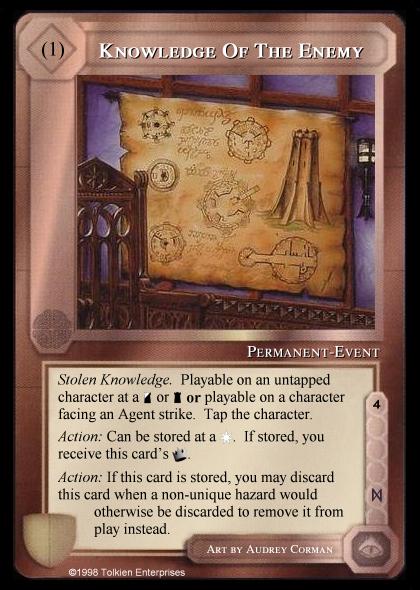 (1)
KNOWLEDGE OF THE ENEMY
PERMANENT-EVENT
Stolen Knowledge. Playable on an untapped
character at a or or playable on a character
facing an Agent strike. Tap the character.
Action: Can be stored at a . If stored, you
receive this card's .
Action: If this card is stored, you may discard
this card when a non-unique hazard would
otherwise be discarded to remove it from
play instead.
4
ART BY AUDREY CORMAN
©1998 Tolkien Enterprises